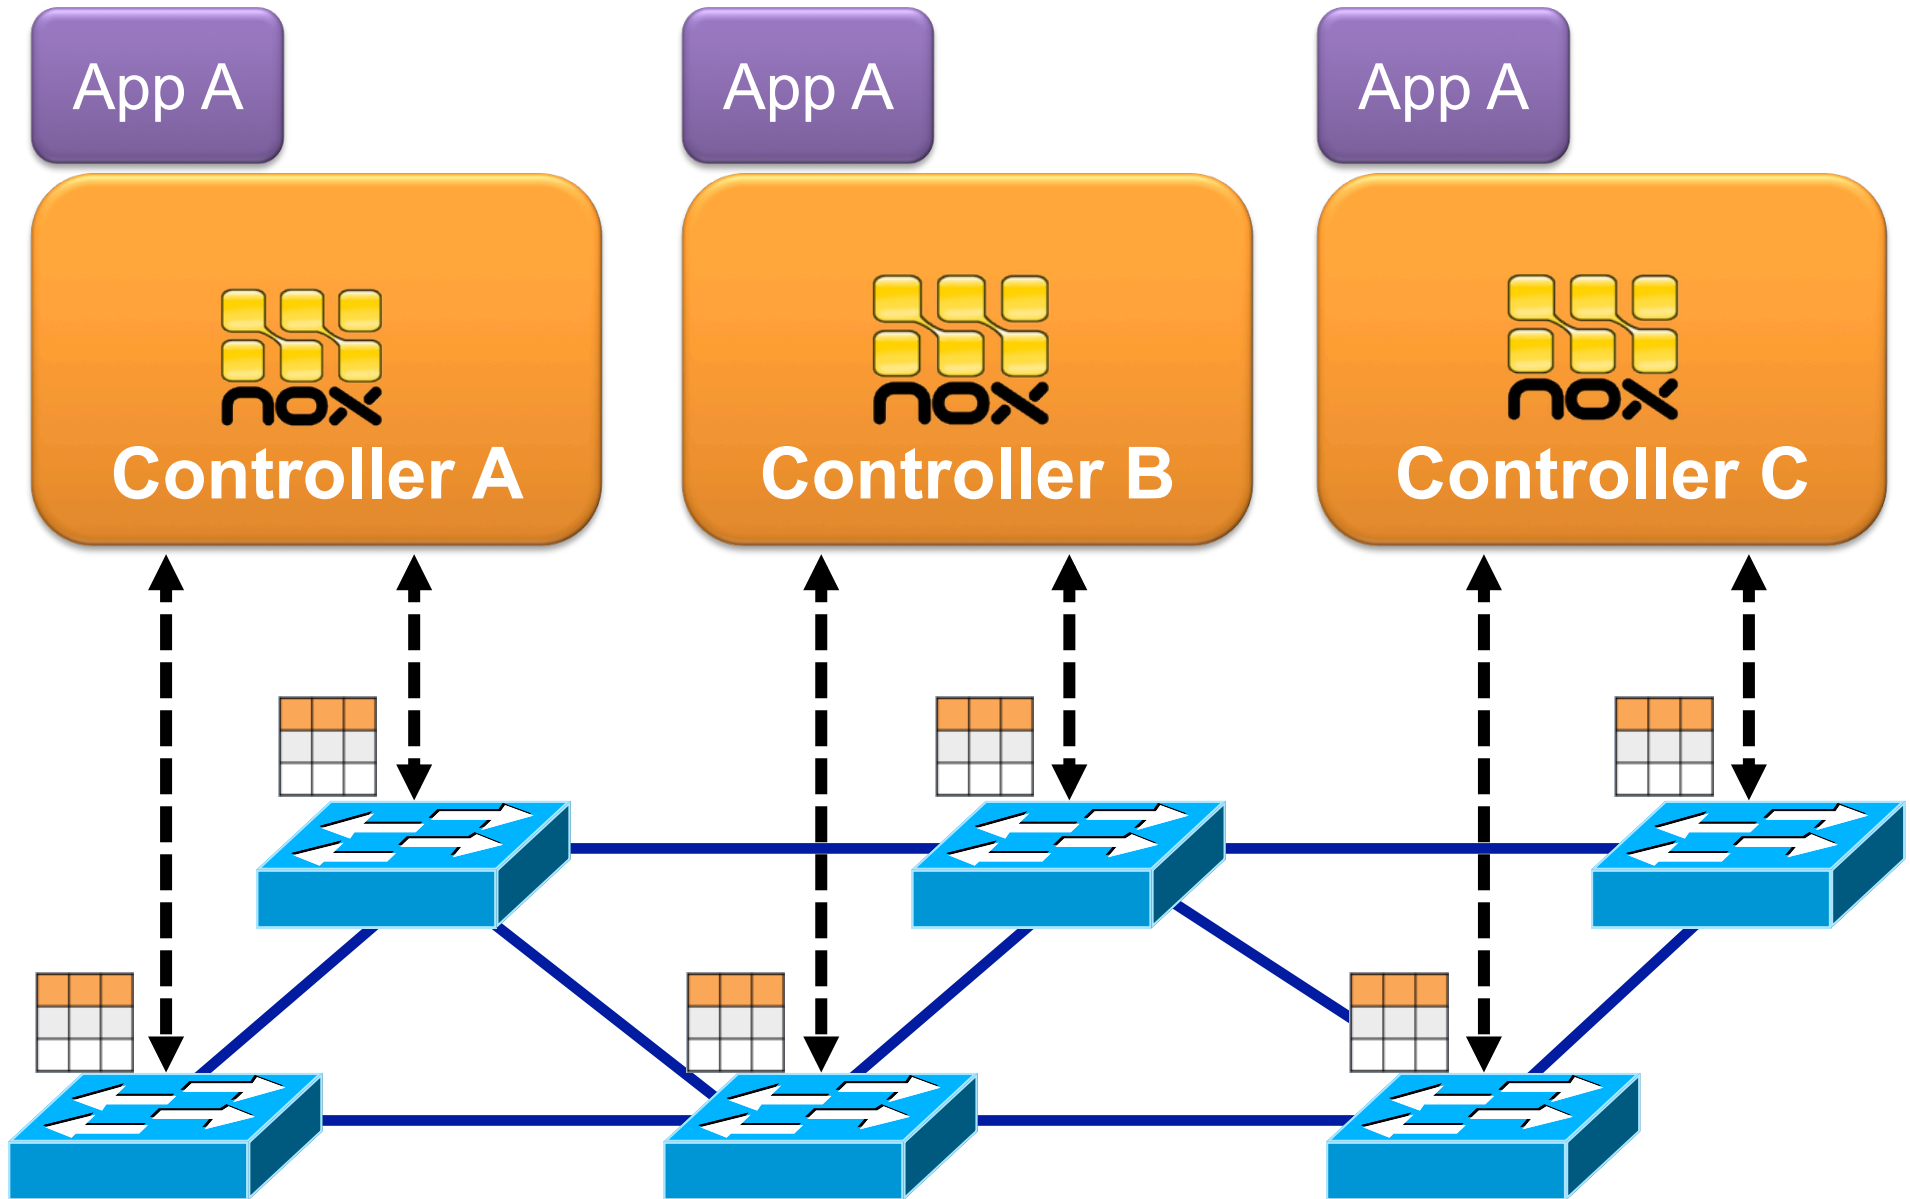 App A
App A
App A
nox
Controller A
nox
Controller B
nox
Controller C